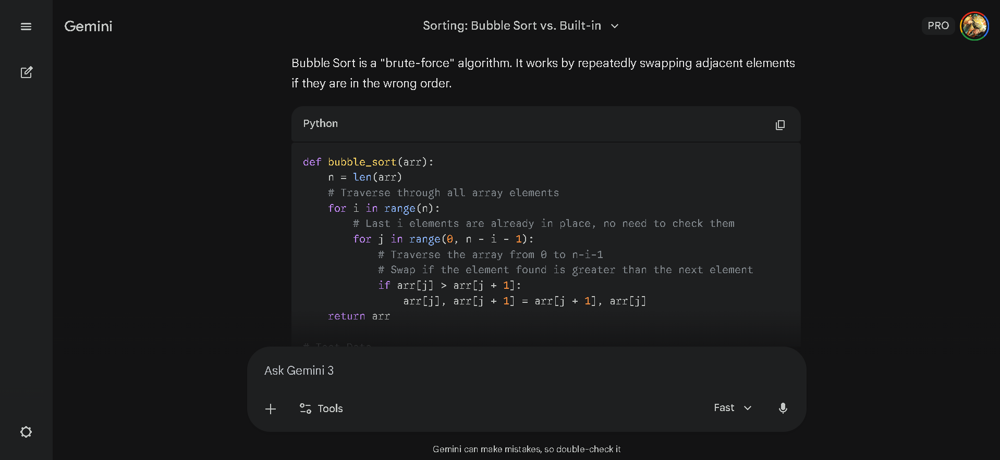 Gemini
Sorting: Bubble Sort vs. Built-in
PRO
Bubble Sort is a "brute-force" algorithm. It works by repeatedly swapping adjacent elements
if they are in the wrong order.
Python
def bubble_sort(arr):
    n = len(arr)
    # Traverse through all array elements
    for i in range(n):
        # Last i elements are already in place, no need to check them
        for j in range(0, n - i - 1):
            # Traverse the array from 0 to n-i-1
            # Swap if the element found is greater than the next element
            if arr[j] > arr[j + 1]:
                arr[j], arr[j + 1] = arr[j + 1], arr[j]
    return arr
# Test Data
Ask Gemini 3
Tools
Fast
Gemini can make mistakes, so double-check it